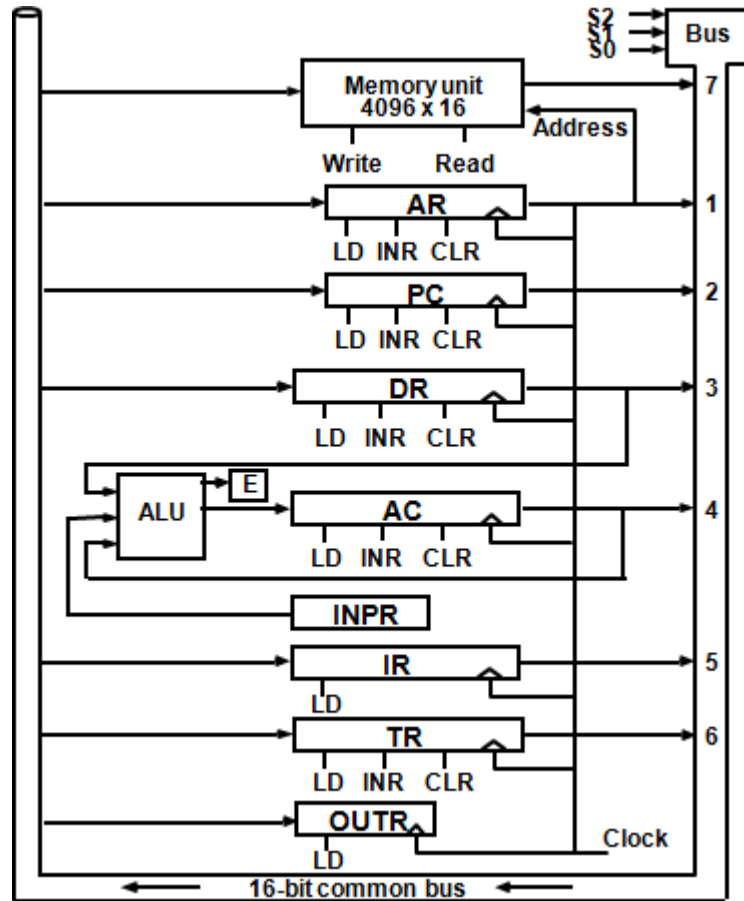 S2
S1
S0
Bus
Memory unit
4096 x 16
7
Address
Write Read
AR
1
LD INR CLR
PC
2
LD INR CLR
DR
3
LD INR CLR
E
ALU
AC
4
LD INR CLR
INPR
IR
5
LD
TR
6
LD INR CLR
OUTR
Clock
LD
16-bit common bus